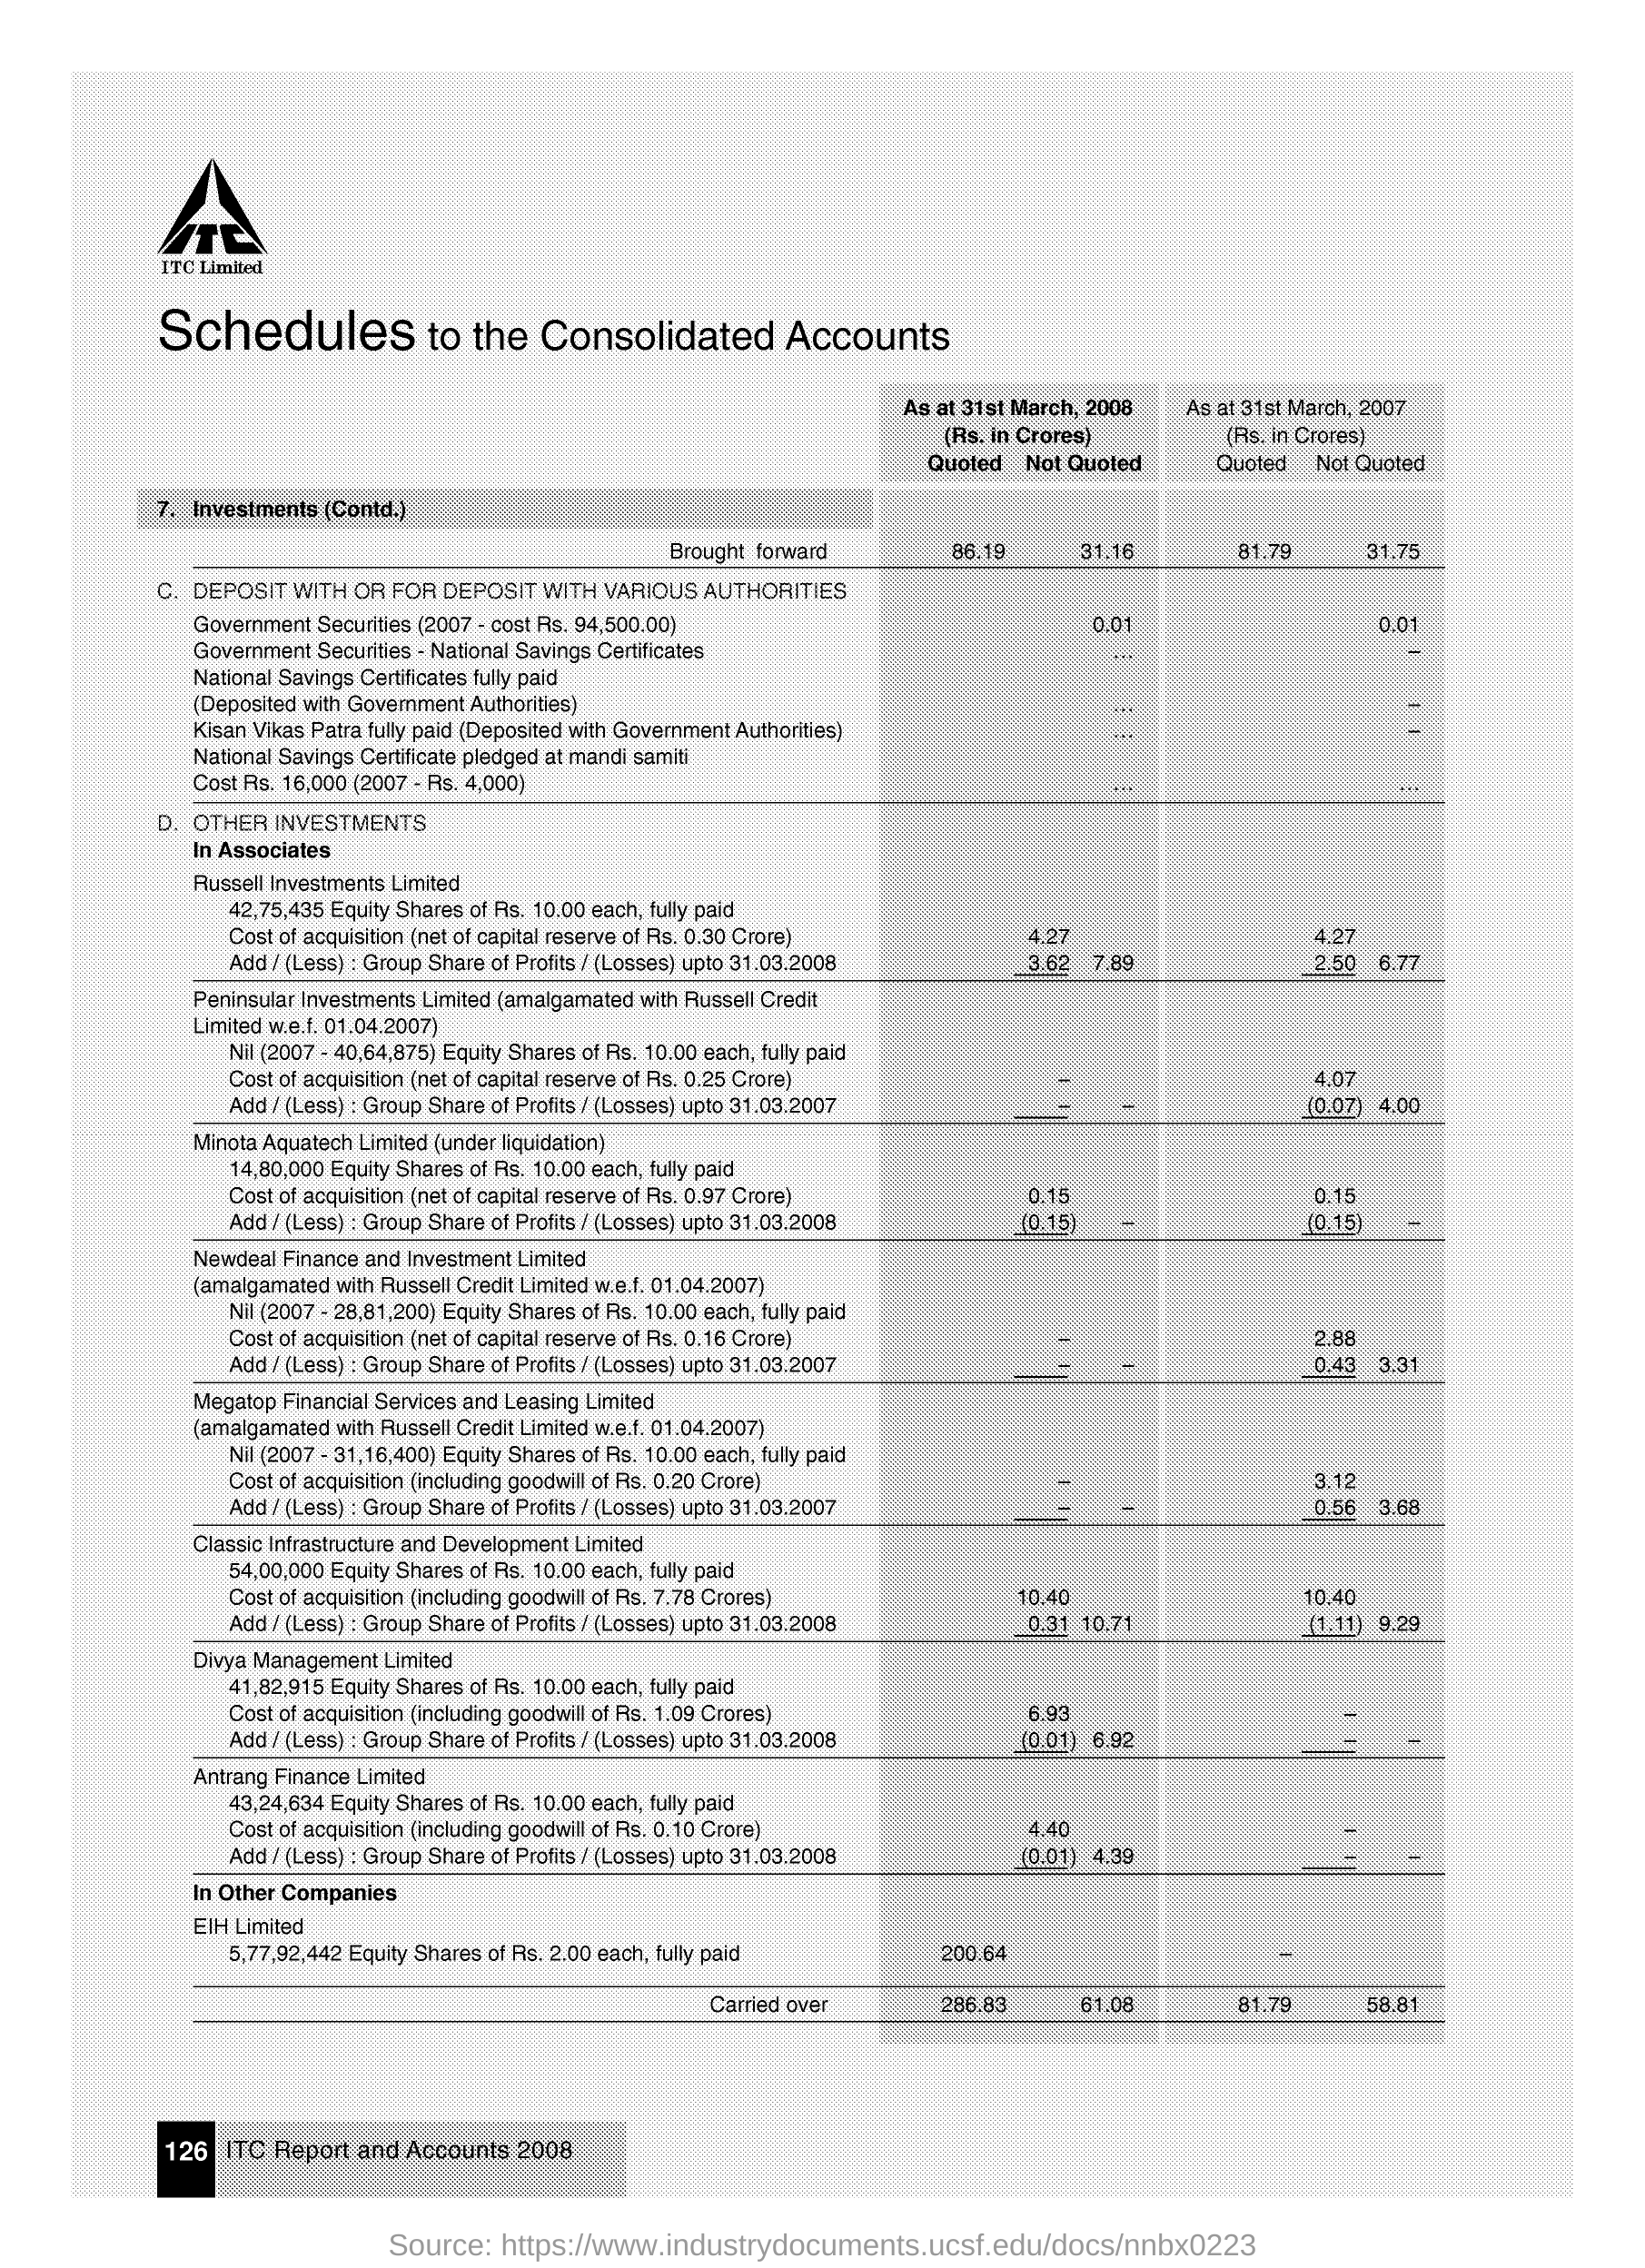 ITC
ITC Limited
Schedules to the Consolidated Accounts
As at 31st March, 2008 As at 31st March, 2007
(Rs. in Crores) (Rs. in Crores)
Quoted Not Quoted Quoted Not Quoted
7. Investments (Contd.)
Brought forward 86.19 31.16 81.79 31.75
C. DEPOSIT WITH OR FOR DEPOSIT WITH VARIOUS AUTHORITIES
Government Securities (2007 - cost Rs. 94,500.00) 0.01 0.01
Government Securities - National Savings Certificates ... –
National Savings Certificates fully paid
(Deposited with Government Authorities) ... –
Kisan Vikas Patra fully paid (Deposited with Government Authorities) ... –
National Savings Certificate pledged at mandi samiti
Cost Rs. 16,000 (2007 - Rs. 4,000) ... ...
D. OTHER INVESTMENTS
In Associates
Russell Investments Limited
42,75,435 Equity Shares of Rs. 10.00 each, fully paid
Cost of acquisition (net of capital reserve of Rs. 0.30 Crore) 4.27 4.27
Add / (Less) : Group Share of Profits / (Losses) upto 31.03.2008 3.62 7.89 2.50 6.77
Peninsular Investments Limited (amalgamated with Russell Credit
Limited w.e.f. 01.04.2007)
Nil (2007 - 40,64,875) Equity Shares of Rs. 10.00 each, fully paid
Cost of acquisition (net of capital reserve of Rs. 0.25 Crore) – 4.07
Add / (Less) : Group Share of Profits / (Losses) upto 31.03.2007 – – (0.07) 4.00
Minota Aquatech Limited (under liquidation)
14,80,000 Equity Shares of Rs. 10.00 each, fully paid
Cost of acquisition (net of capital reserve of Rs. 0.97 Crore) 0.15 0.15
Add / (Less) : Group Share of Profits / (Losses) upto 31.03.2008 (0.15) – (0.15) –
Newdeal Finance and Investment Limited
(amalgamated with Russell Credit Limited w.e.f. 01.04.2007)
Nil (2007 - 28,81,200) Equity Shares of Rs. 10.00 each, fully paid
Cost of acquisition (net of capital reserve of Rs. 0.16 Crore) – 2.88
Add / (Less) : Group Share of Profits / (Losses) upto 31.03.2007 – – 0.43 3.31
Megatop Financial Services and Leasing Limited
(amalgamated with Russell Credit Limited w.e.f. 01.04.2007)
Nil (2007 - 31,16,400) Equity Shares of Rs. 10.00 each, fully paid
Cost of acquisition (including goodwill of Rs. 0.20 Crore) – 3.12
Add / (Less) : Group Share of Profits / (Losses) upto 31.03.2007 – – 0.56 3.68
Classic Infrastructure and Development Limited
54,00,000 Equity Shares of Rs. 10.00 each, fully paid
Cost of acquisition (including goodwill of Rs. 7.78 Crores) 10.40 10.40
Add / (Less) : Group Share of Profits / (Losses) upto 31.03.2008 0.31 10.71 (1.11) 9.29
Divya Management Limited
41,82,915 Equity Shares of Rs. 10.00 each, fully paid
Cost of acquisition (including goodwill of Rs. 1.09 Crores) 6.93 –
Add / (Less) : Group Share of Profits / (Losses) upto 31.03.2008 (0.01) 6.92 – –
Antrang Finance Limited
43,24,634 Equity Shares of Rs. 10.00 each, fully paid
Cost of acquisition (including goodwill of Rs. 0.10 Crore) 4.40 –
Add / (Less) : Group Share of Profits / (Losses) upto 31.03.2008 (0.01) 4.39 – –
In Other Companies
EIH Limited
5,77,92,442 Equity Shares of Rs. 2.00 each, fully paid 200.64 –
Carried over 286.83 61.08 81.79 58.81
126 ITC Report and Accounts 2008
Source: https://www.industrydocuments.ucsf.edu/docs/nnbx0223